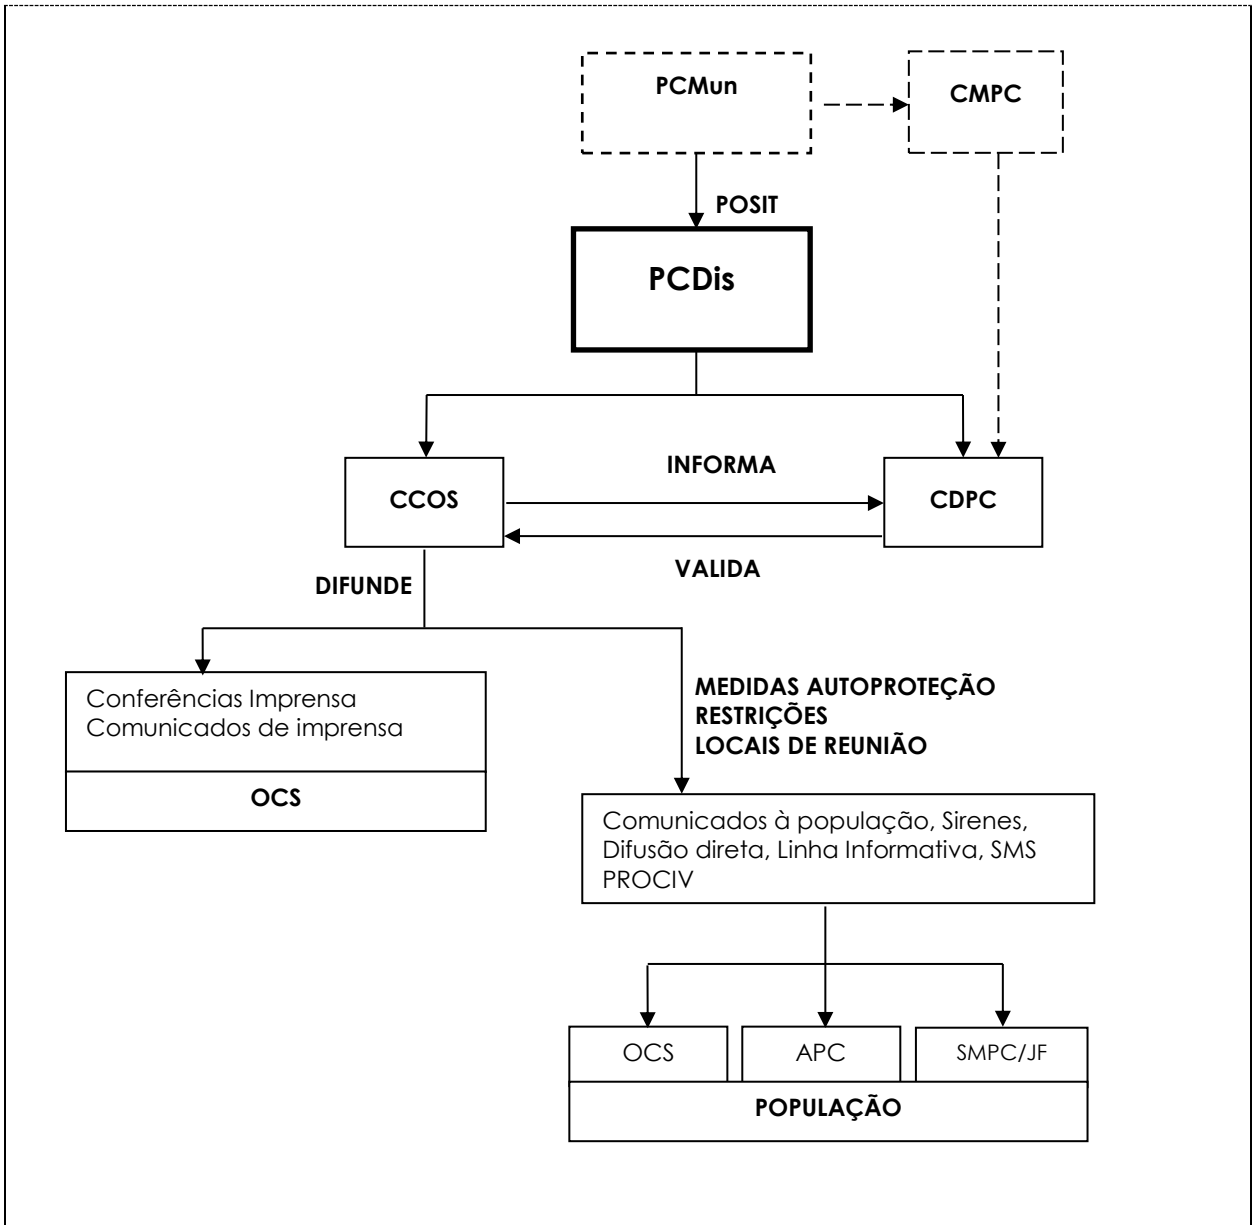 PCMun
CMPC
POSIT
PCDis
INFORMA
CCOS
CDPC
VALIDA
DIFUNDE
Conferências Imprensa
Comunicados de imprensa
OCS
MEDIDAS AUTOPROTEÇÃO
RESTRIÇÕES
LOCAIS DE REUNIÃO
Comunicados à população, Sirenes,
Difusão direta, Linha Informativa, SMS
PROCIV
OCS
APC
SMPC/JF
POPULAÇÃO